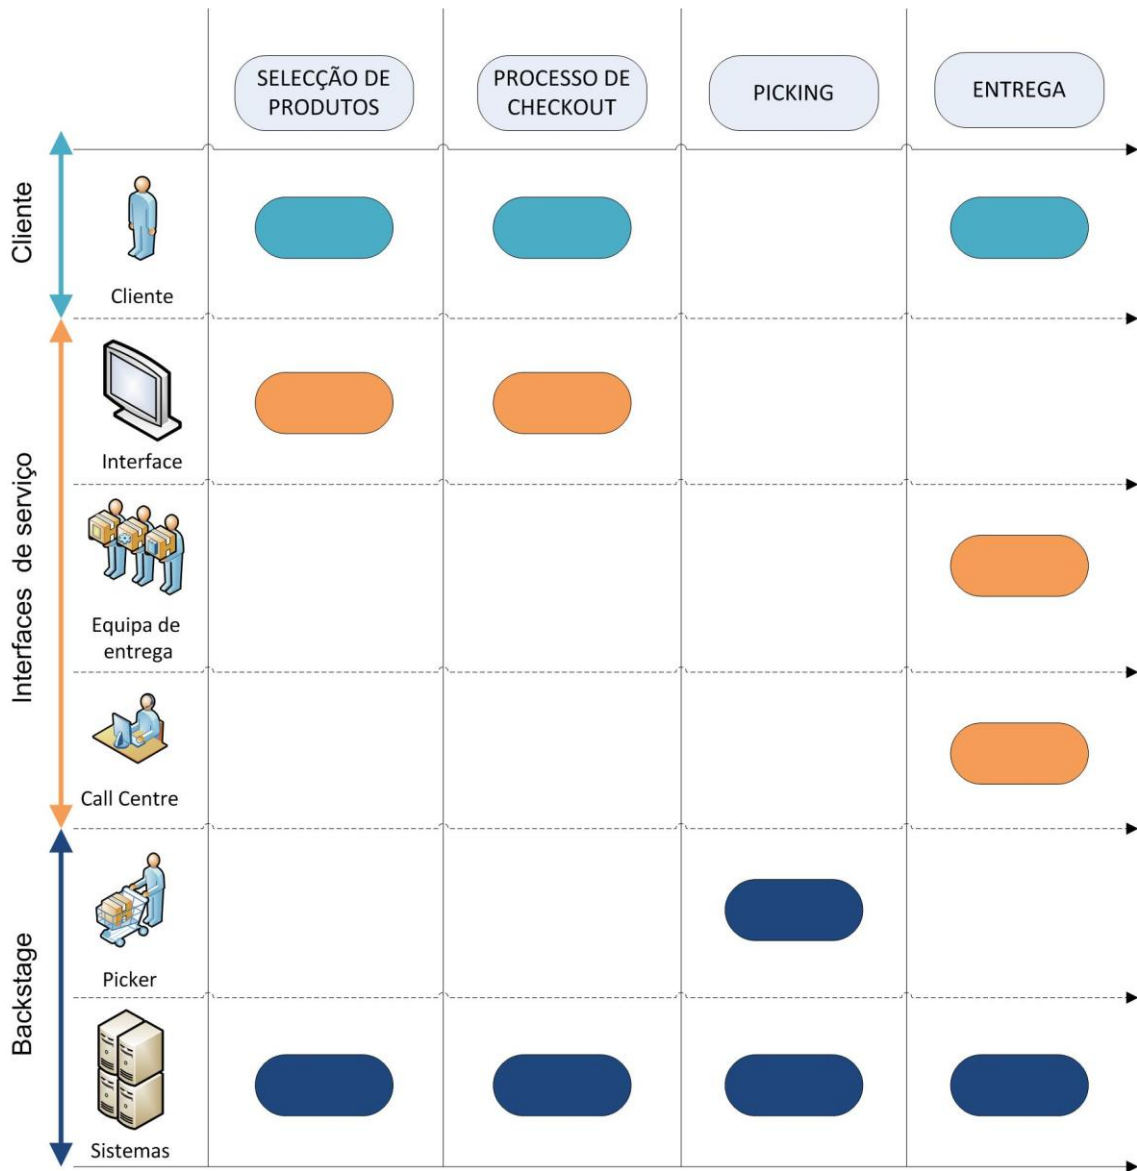 SELECÇÃO DE
PRODUTOS
PROCESSO DE
CHECKOUT
PICKING
ENTREGA
Cliente
Cliente
Interfaces de serviço
Interface
Equipa de
entrega
Call Centre
Backstage
Picker
Sistemas